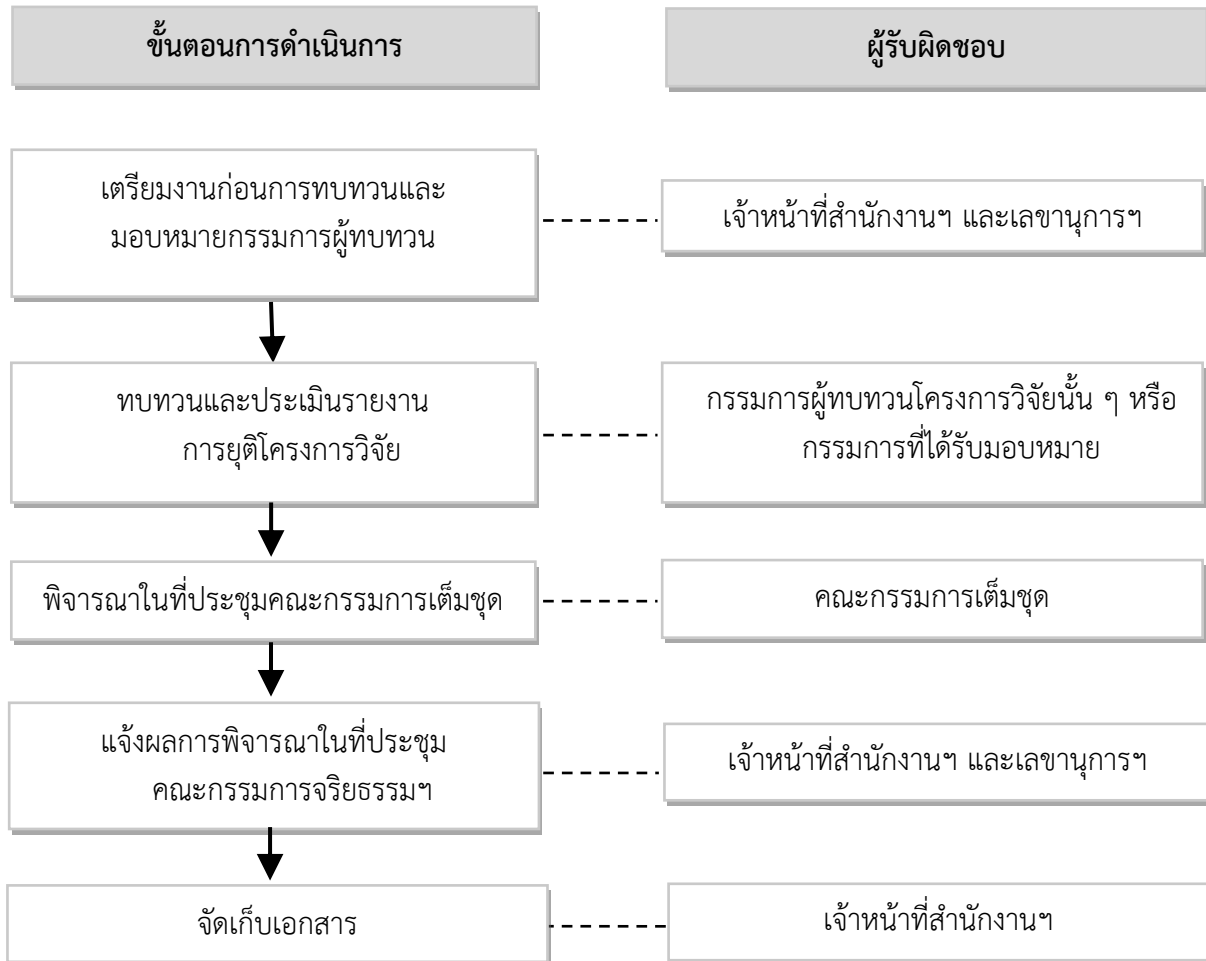 ขั้นตอนการดำเนินการ
ผู้รับผิดชอบ
เตรียมงานก่อนการทบทวนและ
มอบหมายกรรมการผู้ทบทวน
เจ้าหน้าที่สำนักงานฯ และเลขานุการฯ
ทบทวนและประเมินรายงาน
การยุติโครงการวิจัย
กรรมการผู้ทบทวนโครงการวิจัยนั้น ๆ หรือ
กรรมการที่ได้รับมอบหมาย
พิจารณาในที่ประชุมคณะกรรมการเต็มชุด
คณะกรรมการเต็มชุด
แจ้งผลการพิจารณาในที่ประชุม
คณะกรรมการจริยธรรมฯ
เจ้าหน้าที่สำนักงานฯ และเลขานุการฯ
จัดเก็บเอกสาร
เจ้าหน้าที่สำนักงานฯ